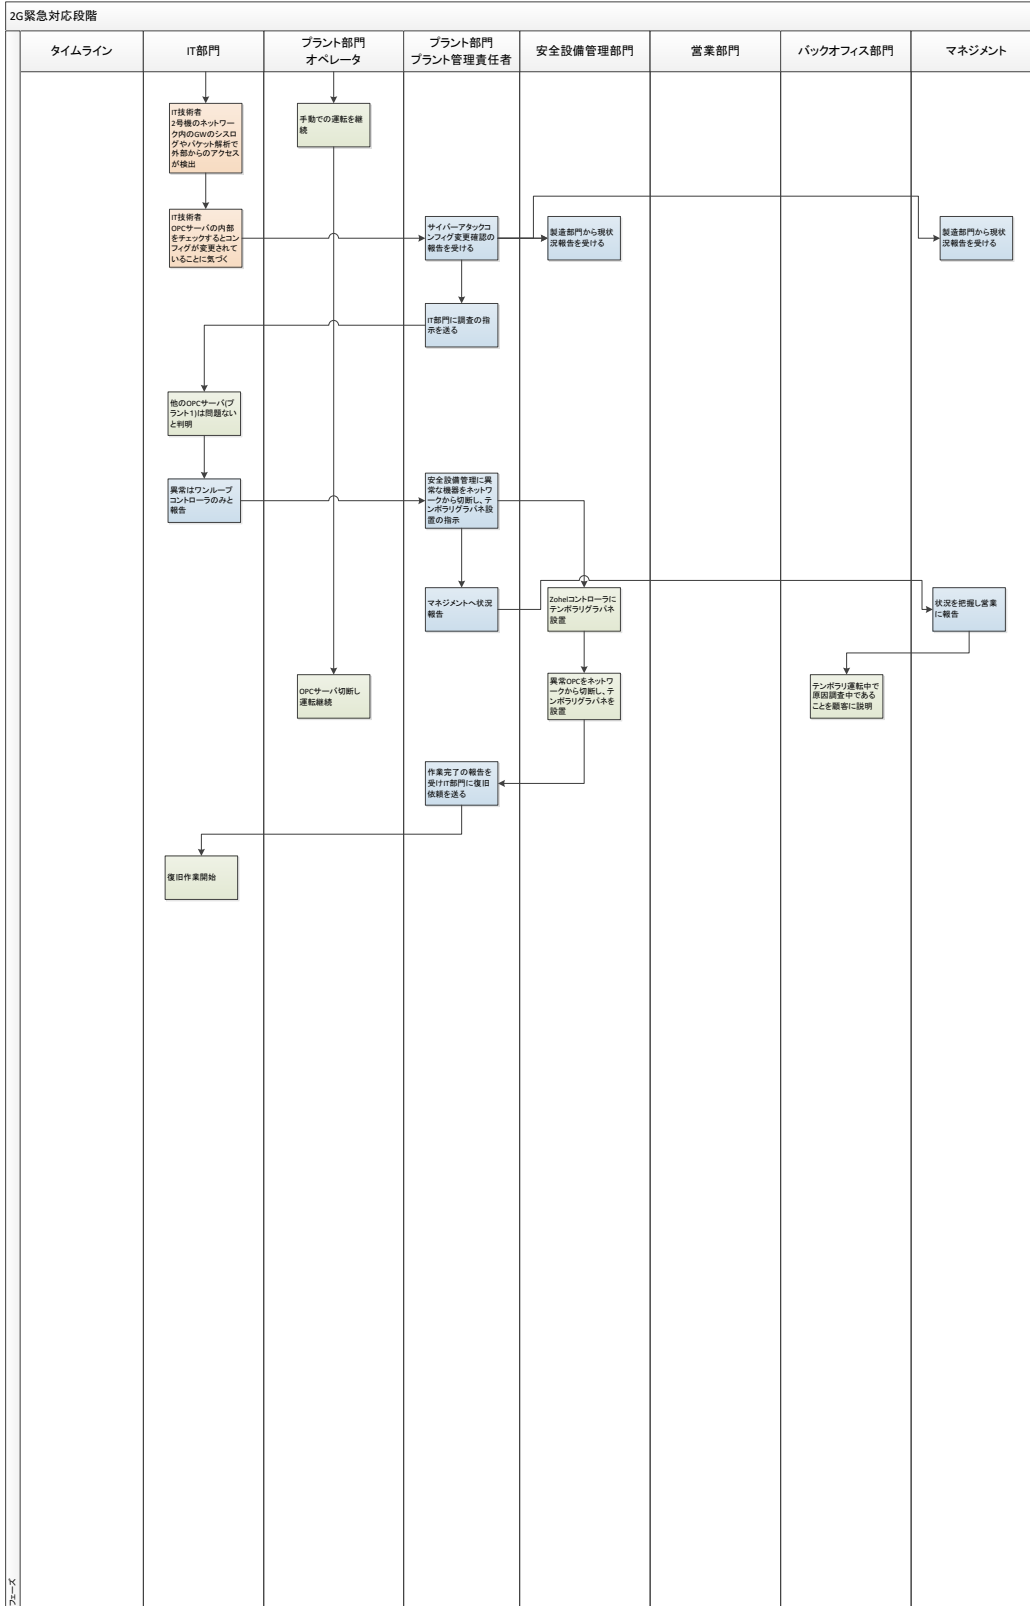 2G緊急対応段階
タイムライン
IT部門
プラント部門
オペレータ
プラント部門
プラント管理責任者
安全設備管理部門
営業部門
バックオフィス部門
マネジメント
IT技術者
2号機のネットワー
ク内のGWのシスロ
グやパケット解析で
外部からのアクセス
が検出
手動での運転を継
続
IT技術者
OPCサーバの内部
をチェックするとコン
フィグが変更されて
いることに気づく
サイバーアタックコ
ンフィグ変更確認の
報告を受ける
製造部門から現状
況報告を受ける
製造部門から現状
況報告を受ける
IT部門に調査の指
示を送る
他のOPCサーバ(プ
ラント1)は問題ない
と判明
異常はワンループ
コントローラのみと
報告
安全設備管理に異
常な機器をネットワ
ークから切断し、テ
ンポラリグラパネ設
置の指示
マネジメントへ状況
報告
Zohelコントローラに
テンポラリグラパネ
設置
状況を把握し営業
に報告
OPCサーバ切断し
運転継続
異常OPCをネットワ
ークから切断し、テ
ンポラリグラパネを
設置
テンポラリ運転中で
原因調査中である
ことを顧客に説明
作業完了の報告を
受けIT部門に復旧
依頼を送る
復旧作業開始
フェーズ